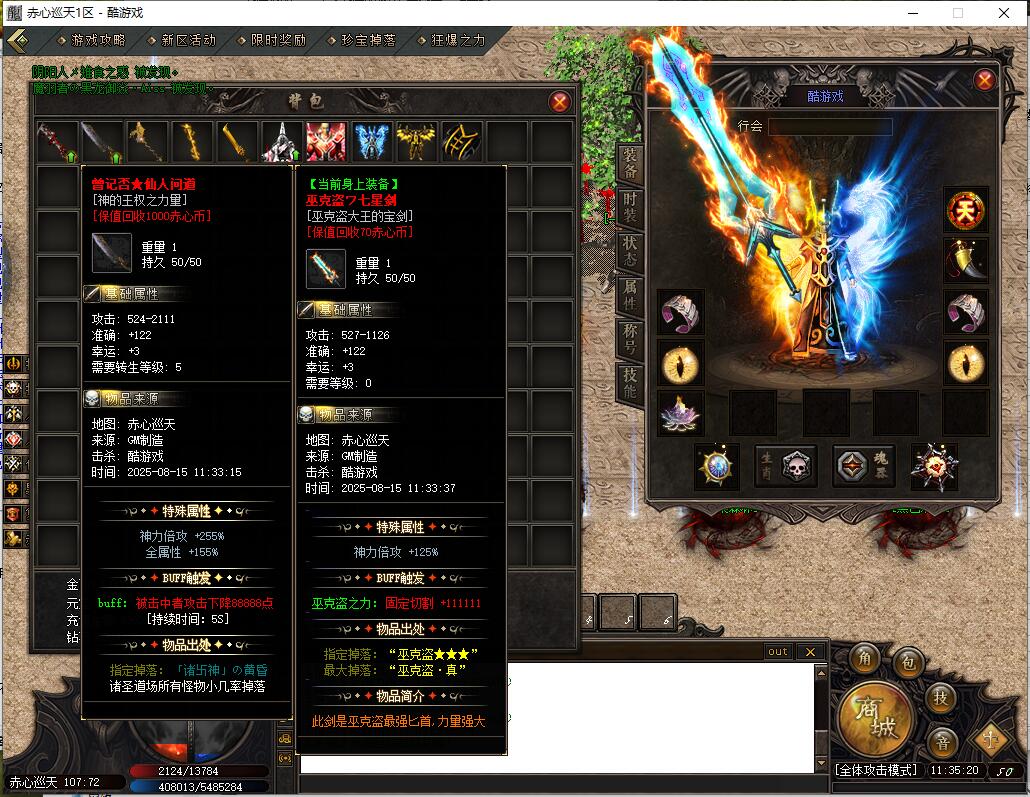 赤心巡天1区 - 酷游戏
游戏攻略
新区活动
限时奖励
珍宝掉落
狂爆之力
背包
曾记否★仙人问道
[神的王权之力量]
[保值回收1000赤心币]
重量 1
持久 50/50
基础属性
攻击: 524-2111
准确: +122
幸运: +3
需要转生等级: 5
物品来源
地图: 赤心巡天
来源: GM制造
击杀: 酷游戏
时间: 2025-08-15 11:33:15
特殊属性
神力倍攻 +255%
全属性 +155%
BUFF触发
buff: 被击中者攻击下降88888点
[持续时间: 5S]
物品出处
指定掉落: 「诸神」の黄昏
诸圣道场所有怪物小几率掉落
【当前身上装备】
巫克盗ワ七星剑
[巫克盗大王的宝剑]
[保值回收70赤心币]
重量 1
持久 50/50
基础属性
攻击: 527-1126
准确: +122
幸运: +3
需要等级: 0
物品来源
地图: 赤心巡天
来源: GM制造
击杀: 酷游戏
时间: 2025-08-15 11:33:37
特殊属性
神力倍攻 +125%
BUFF触发
巫克盗之力: 固定切割 +111111
物品出处
指定掉落: “巫克盗★★★”
最大掉落: “巫克盗·真”
物品简介
此剑是巫克盗最强匕首,力量强大
金
元
充
钻
酷游戏
行会
装备
时装
状态
属性
称号
技能
天
生肖
魂器
5
6
out
X
角
包
技
音
商城
2124/13784
408013/5485284
赤心巡天 107:72
[全体攻击模式]
11:35:20
50